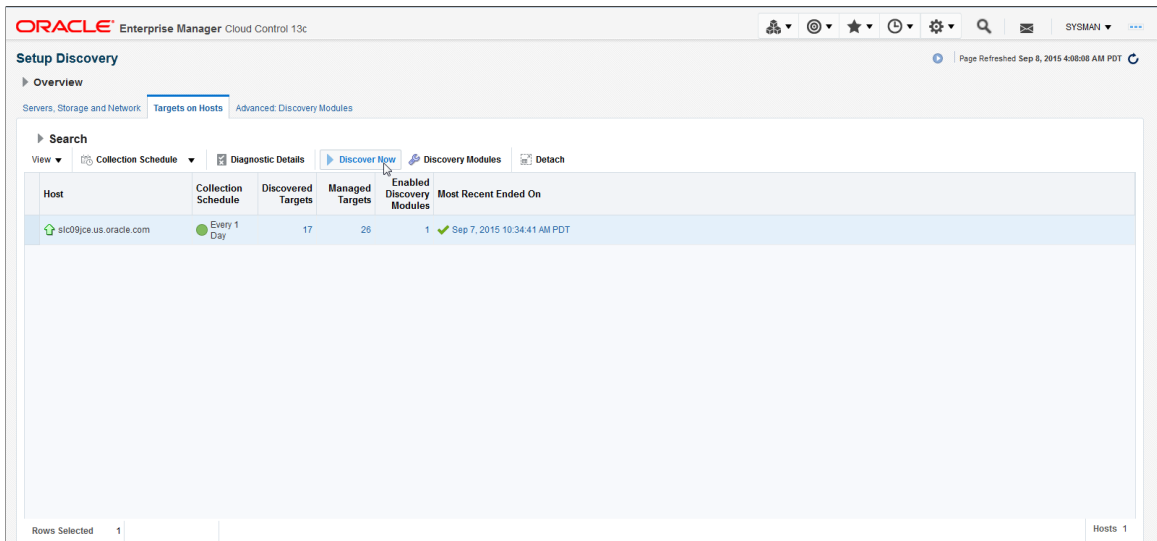 ORACLE Enterprise Manager Cloud Control 13c
SYSMAN
Setup Discovery
Page Refreshed Sep 8, 2015 4:08:08 AM PDT
Overview
Servers, Storage and Network Targets on Hosts Advanced: Discovery Modules
Search
View Collection Schedule Diagnostic Details Discover Now Discovery Modules Detach
Host Collection Schedule Discovered Targets Managed Targets Enabled Discovery Modules Most Recent Ended On
slc09jce.us.oracle.com Every 1 Day 17 26 1 Sep 7, 2015 10:34:41 AM PDT
Rows Selected 1 Hosts 1